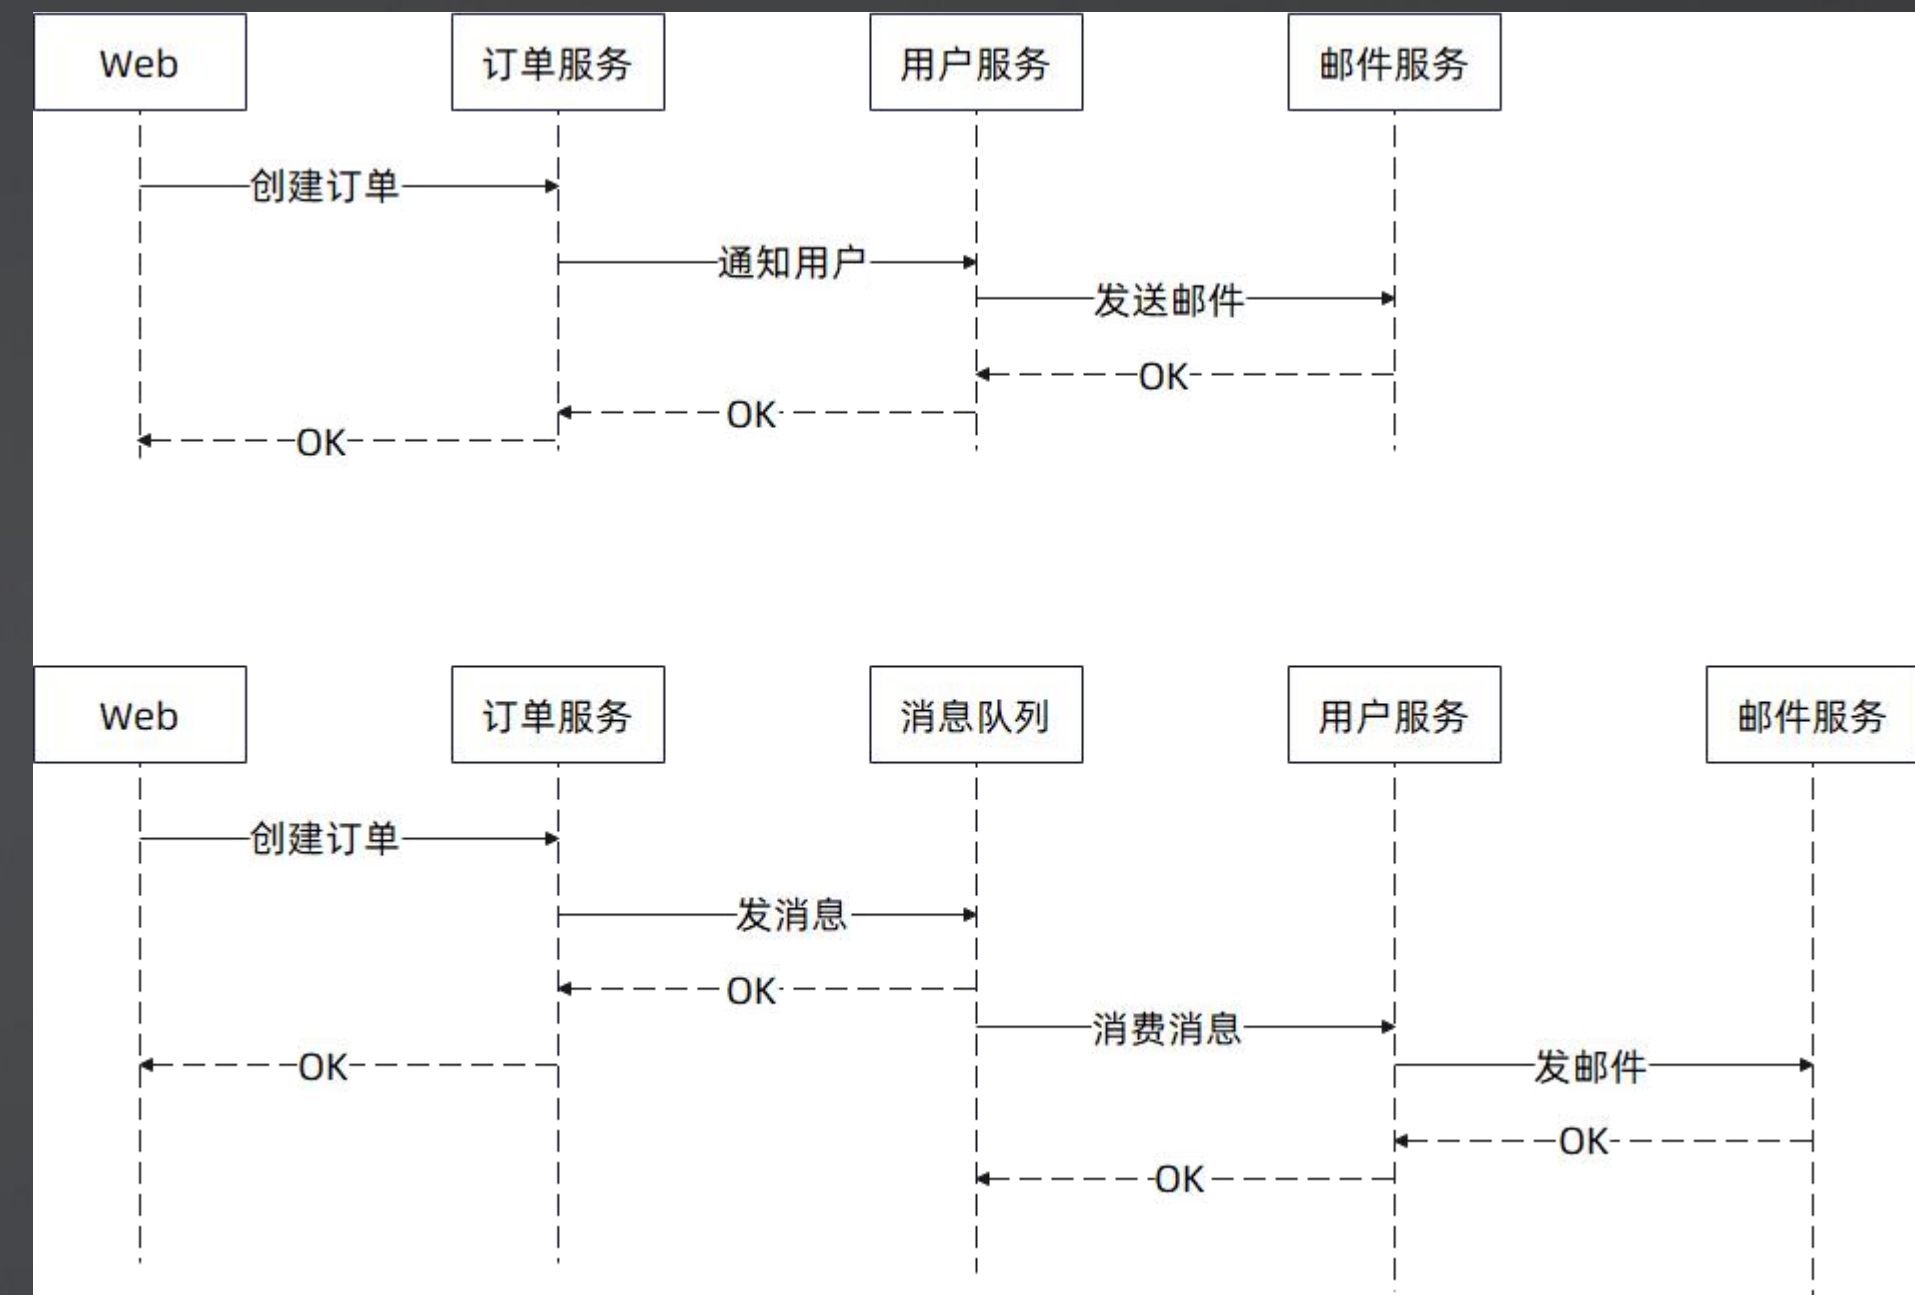 Web
订单服务
用户服务
邮件服务
创建订单
通知用户
发送邮件
OK
OK
OK
Web
订单服务
消息队列
用户服务
邮件服务
创建订单
发消息
OK
消费消息
OK
发邮件
OK
OK